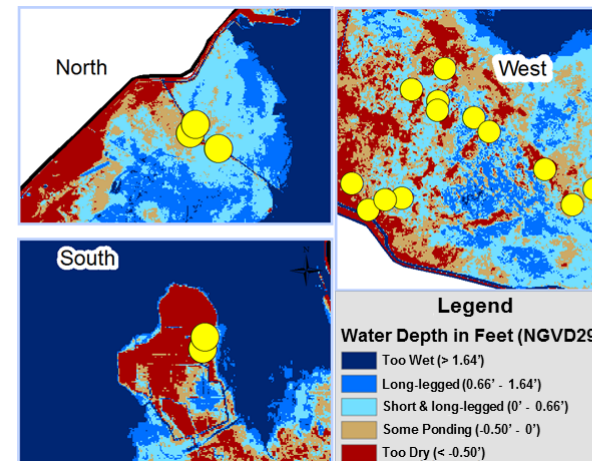 North
West
South
N
Legend
Water Depth in Feet (NGVD29
Too Wet (> 1.64')
Long-legged (0.66' - 1.64')
Short & long-legged (0' - 0.66')
Some Ponding (-0.50' - 0')
Too Dry (< -0.50')